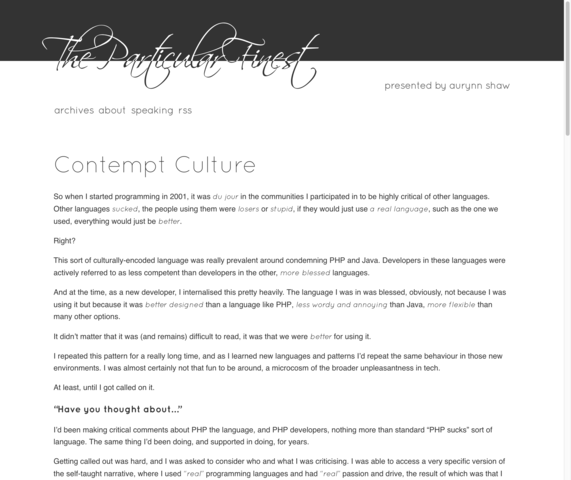 The Particular Finest
presented by aurynn shaw
archives about speaking rss
Contempt Culture
So when I started programming in 2001, it was du jour in the communities I participated in to be highly critical of other languages.
Other languages sucked, the people using them were losers or stupid, if they would just use a real language, such as the one we
used, everything would just be better.
Right?
This sort of culturally-encoded language was really prevalent around condemning PHP and Java. Developers in these languages were
actively referred to as less competent than developers in the other, more blessed languages.
And at the time, as a new developer, I internalised this pretty heavily. The language I was in was blessed, obviously, not because I was
using it but because it was better designed than a language like PHP, less wordy and annoying than Java, more flexible than
many other options.
It didn't matter that it was (and remains) difficult to read, it was that we were better for using it.
I repeated this pattern for a really long time, and as I learned new languages and patterns I'd repeat the same behaviour in those new
environments. I was almost certainly not that fun to be around, a microcosm of the broader unpleasantness in tech.
At least, until I got called on it.
“Have you thought about...”
I'd been making critical comments about PHP the language, and PHP developers, nothing more than standard “PHP sucks” sort of
language. The same thing I'd been doing, and supported in doing, for years.
Getting called out was hard, and I was asked to consider who and what I was criticising. I was able to access a very specific version of
the self-taught narrative, where I used “real” programming languages and had “real” passion and drive, the result of which was that I